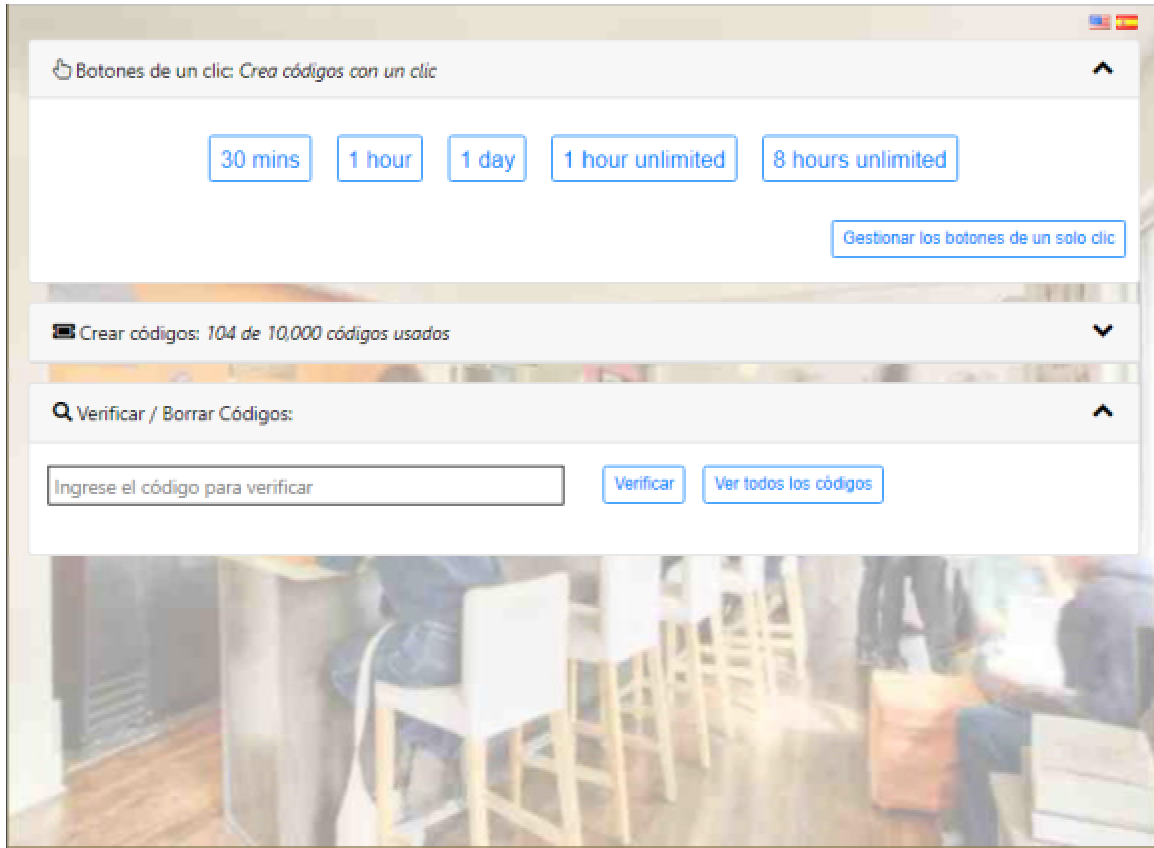 Botones de un clic: Crea códigos con un clic
30 mins 1 hour 1 day 1 hour unlimited 8 hours unlimited
Gestionar los botones de un solo clic
Crear códigos: 104 de 10,000 códigos usados
Verificar / Borrar Códigos:
Ingrese el código para verificar Verificar Ver todos los códigos